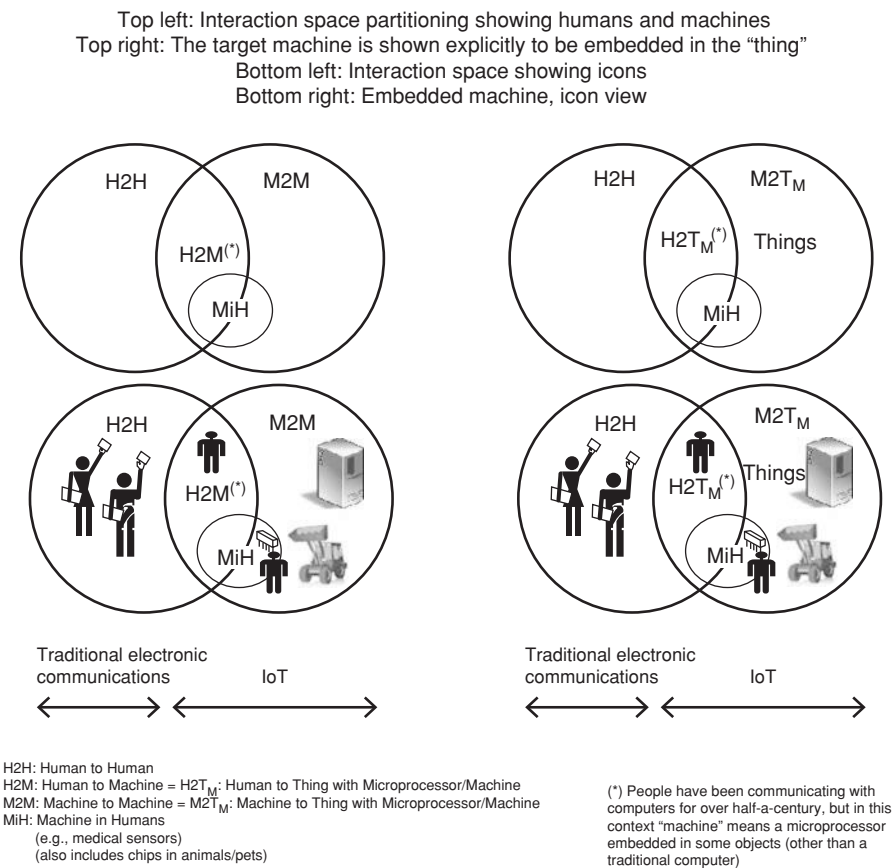 Top left: Interaction space partitioning showing humans and machines
Top right: The target machine is shown explicitly to be embedded in the “thing”
Bottom left: Interaction space showing icons
Bottom right: Embedded machine, icon view
H2H
M2M
H2M(*)
MiH
H2H
M2TM
H2TM(*)
Things
MiH
H2H
M2M
H2M(*)
MiH
H2H
M2TM
Things
H2TM(*)
MiH
Traditional electronic
communications
IoT
Traditional electronic
communications
IoT
H2H: Human to Human
H2M: Human to Machine = H2TM: Human to Thing with Microprocessor/Machine
M2M: Machine to Machine = M2TM: Machine to Thing with Microprocessor/Machine
MiH: Machine in Humans
(e.g., medical sensors)
(also includes chips in animals/pets)
(*) People have been communicating with
computers for over half-a-century, but in this
context “machine” means a microprocessor
embedded in some objects (other than a
traditional computer)